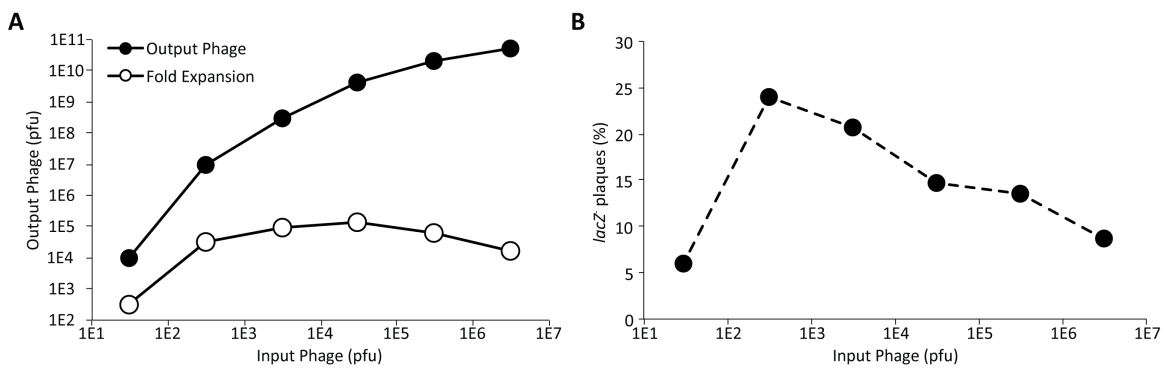 A
Output Phage (pfu)
1E11
1E10
1E9
1E8
1E7
1E6
1E5
1E4
1E3
1E2
Output Phage
Fold Expansion
1E1 1E2 1E3 1E4 1E5 1E6 1E7
Input Phage (pfu)
B
lacZ- plaques (%)
30
25
20
15
10
5
0
1E1 1E2 1E3 1E4 1E5 1E6 1E7
Input Phage (pfu)